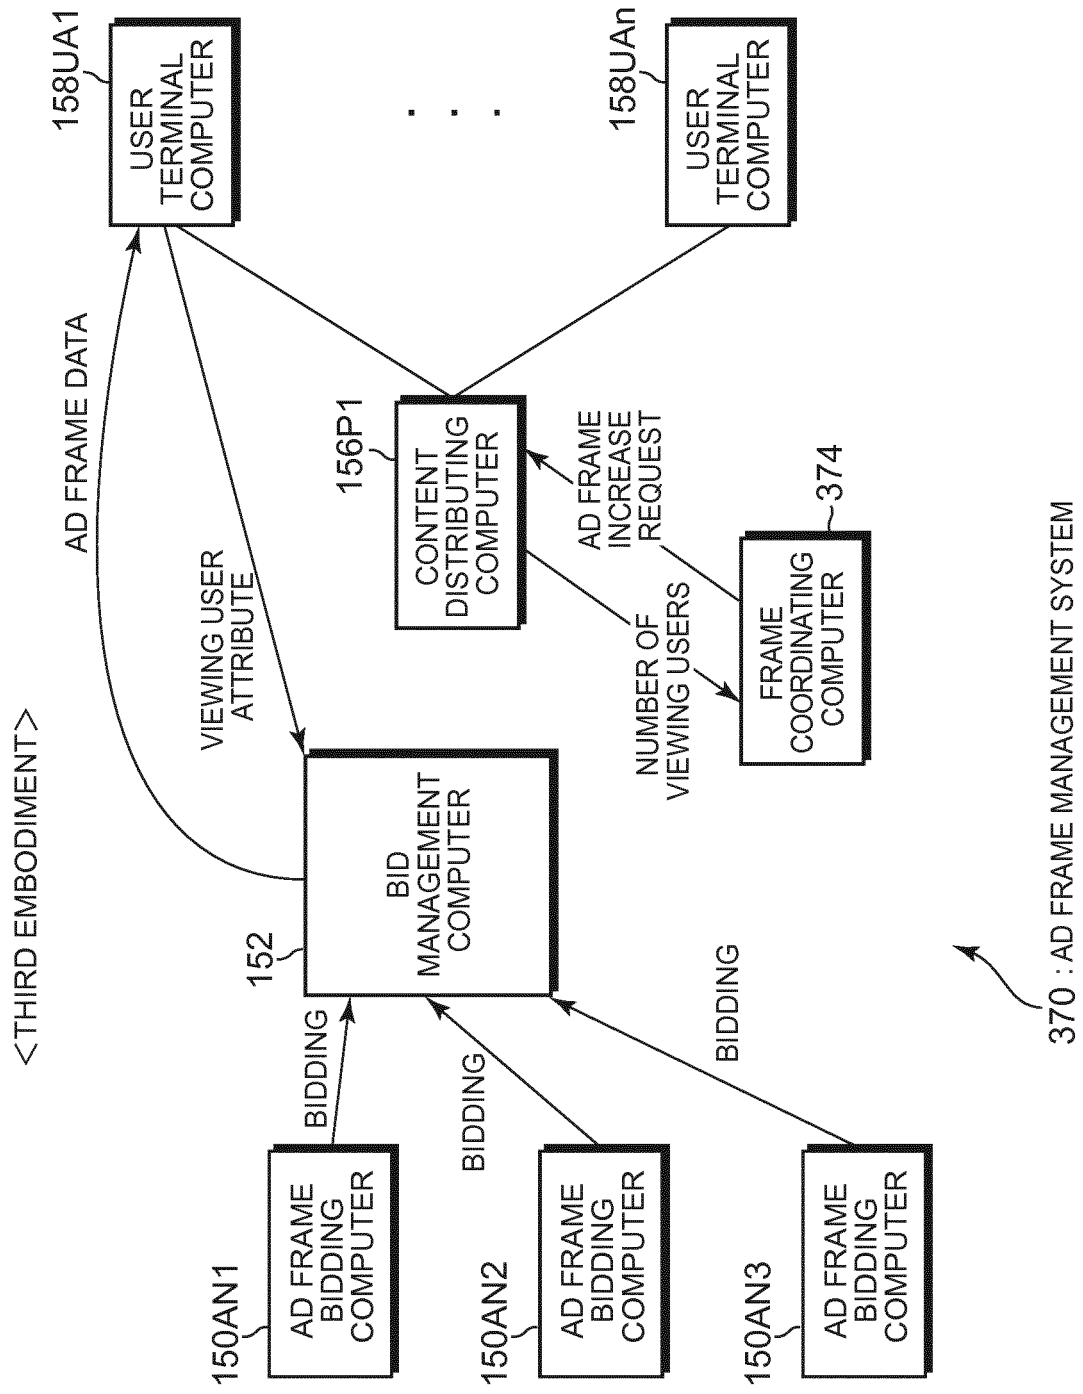 <THIRD EMBODIMENT>
AD FRAME DATA
158UA1
USER
TERMINAL
COMPUTER
VIEWING USER
ATTRIBUTE
152
BID
MANAGEMENT
COMPUTER
156P1
CONTENT
DISTRIBUTING
COMPUTER
. . .
158UAn
USER
TERMINAL
COMPUTER
AD FRAME
INCREASE
REQUEST
NUMBER OF
VIEWING USERS
374
FRAME
COORDINATING
COMPUTER
150AN1
AD FRAME
BIDDING
COMPUTER
BIDDING
150AN2
AD FRAME
BIDDING
COMPUTER
BIDDING
150AN3
AD FRAME
BIDDING
COMPUTER
BIDDING
370 : AD FRAME MANAGEMENT SYSTEM